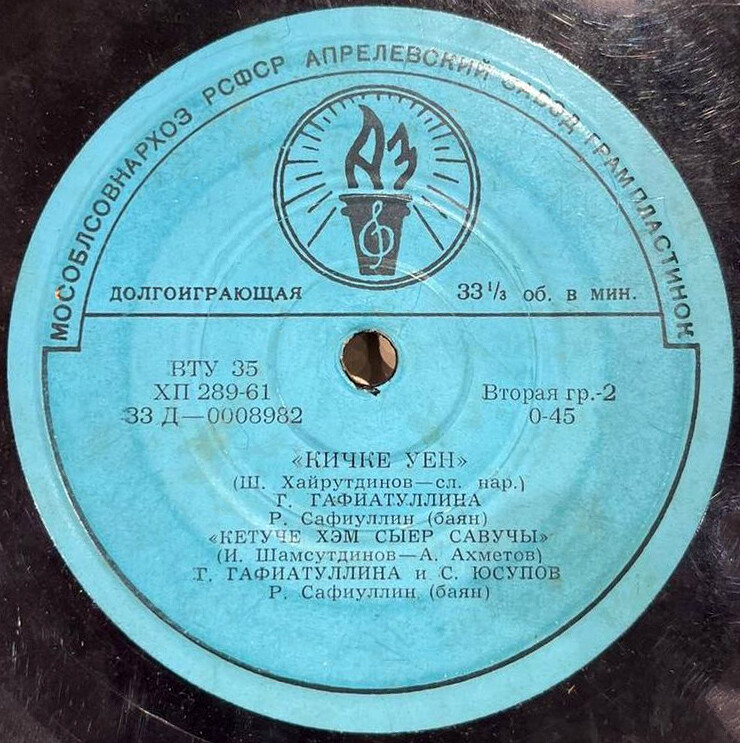 МОСОБЛСОВНАРХОЗ РСФСР АПРЕЛЕВСКИЙ ЗАВОД ГРАМПЛАСТИНОК
АЗ
ДОЛГОИГРАЮЩАЯ 33⅓ об. в мин.
ВТУ 35
ХП 289-61
33 Д—0008982
Вторая гр.-2
0-45
«КИЧКЕ УЕН»
(Ш. Хайрутдинов—сл. нар.)
Г. ГАФИАТУЛЛИНА
Р. Сафиуллин (баян)
«КЕТУЧЕ ХЭМ СЫЕР САВУЧЫ»
(И. Шамсутдинов—А. Ахметов)
Г. ГАФИАТУЛЛИНА и С. ЮСУПОВ
Р. Сафиуллин (баян)